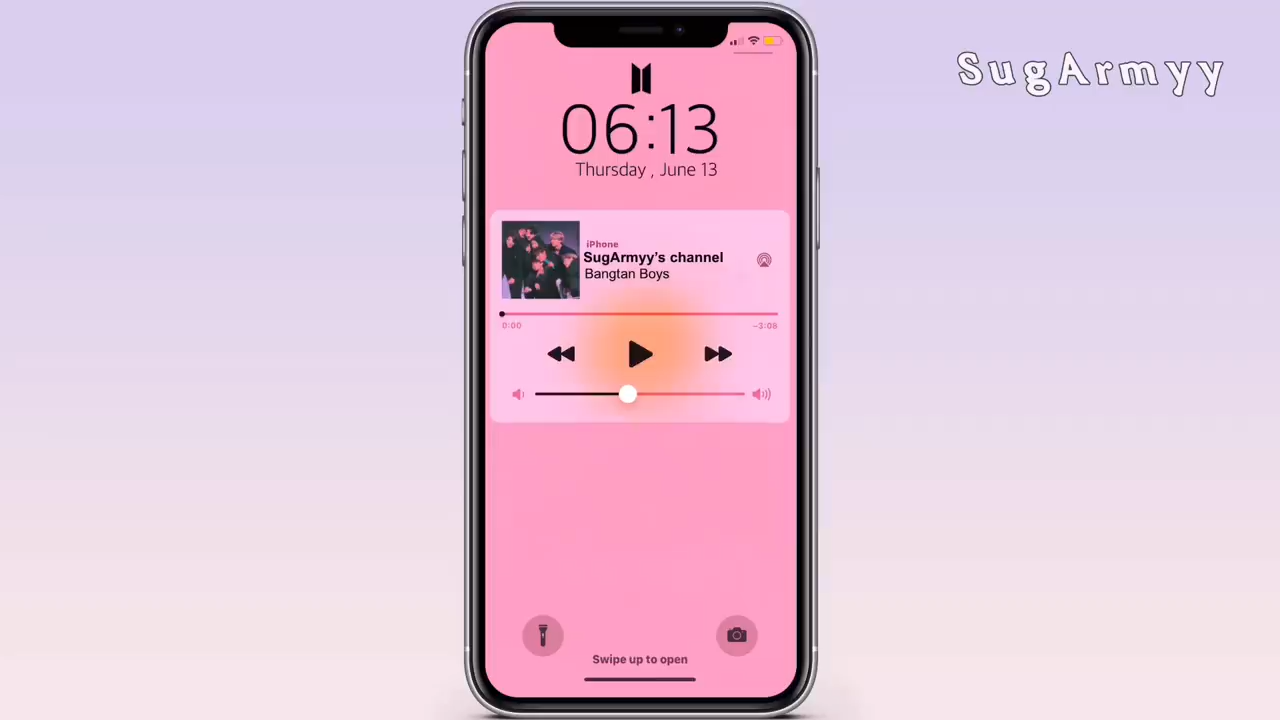 SugArmyy
06:13
Thursday , June 13
iPhone
SugArmyy's channel
Bangtan Boys
0:00
-3:08
Swipe up to open